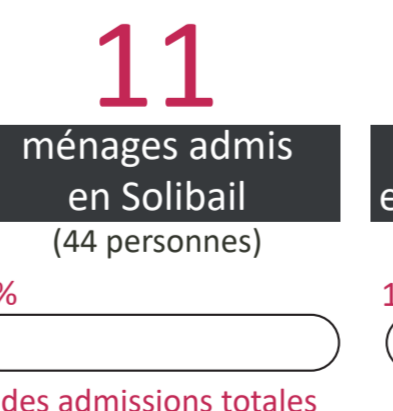 11
ménages admis
en Solibail
(44 personnes)
%
des admissions totales